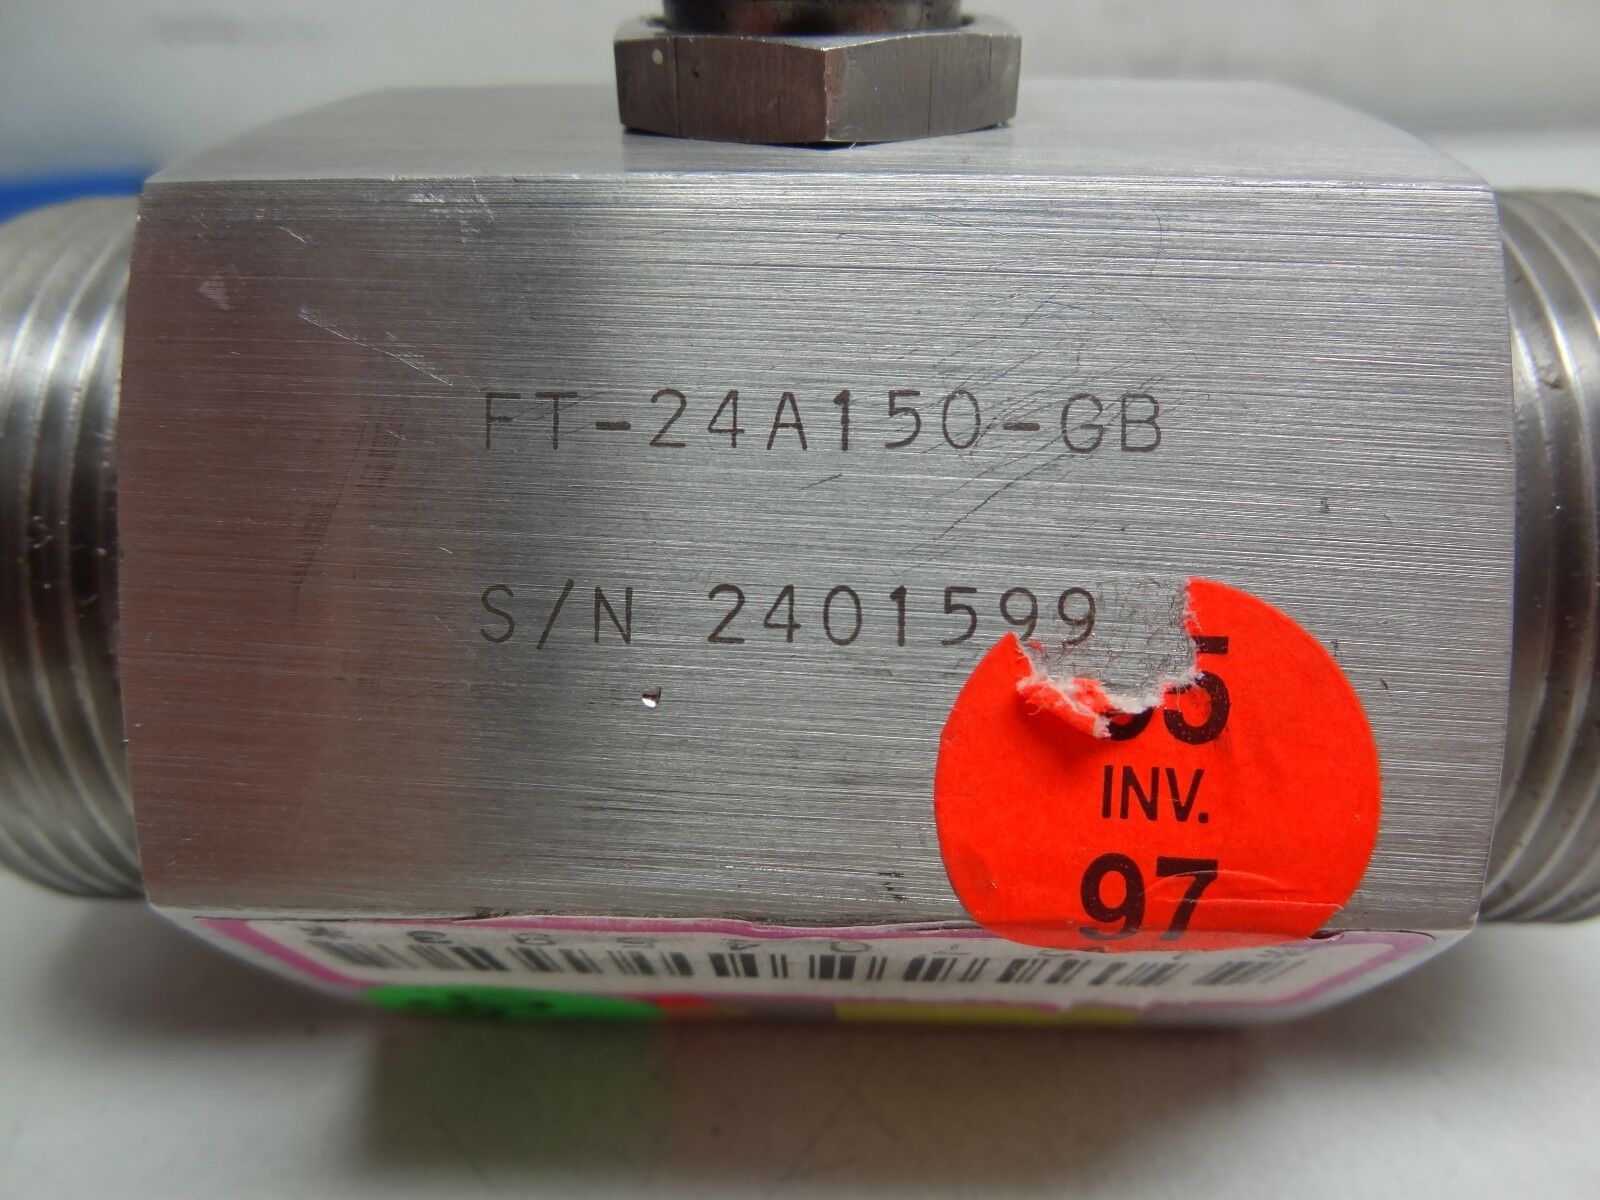 FT-24A150-GB
S/N 2401599
INV.
97